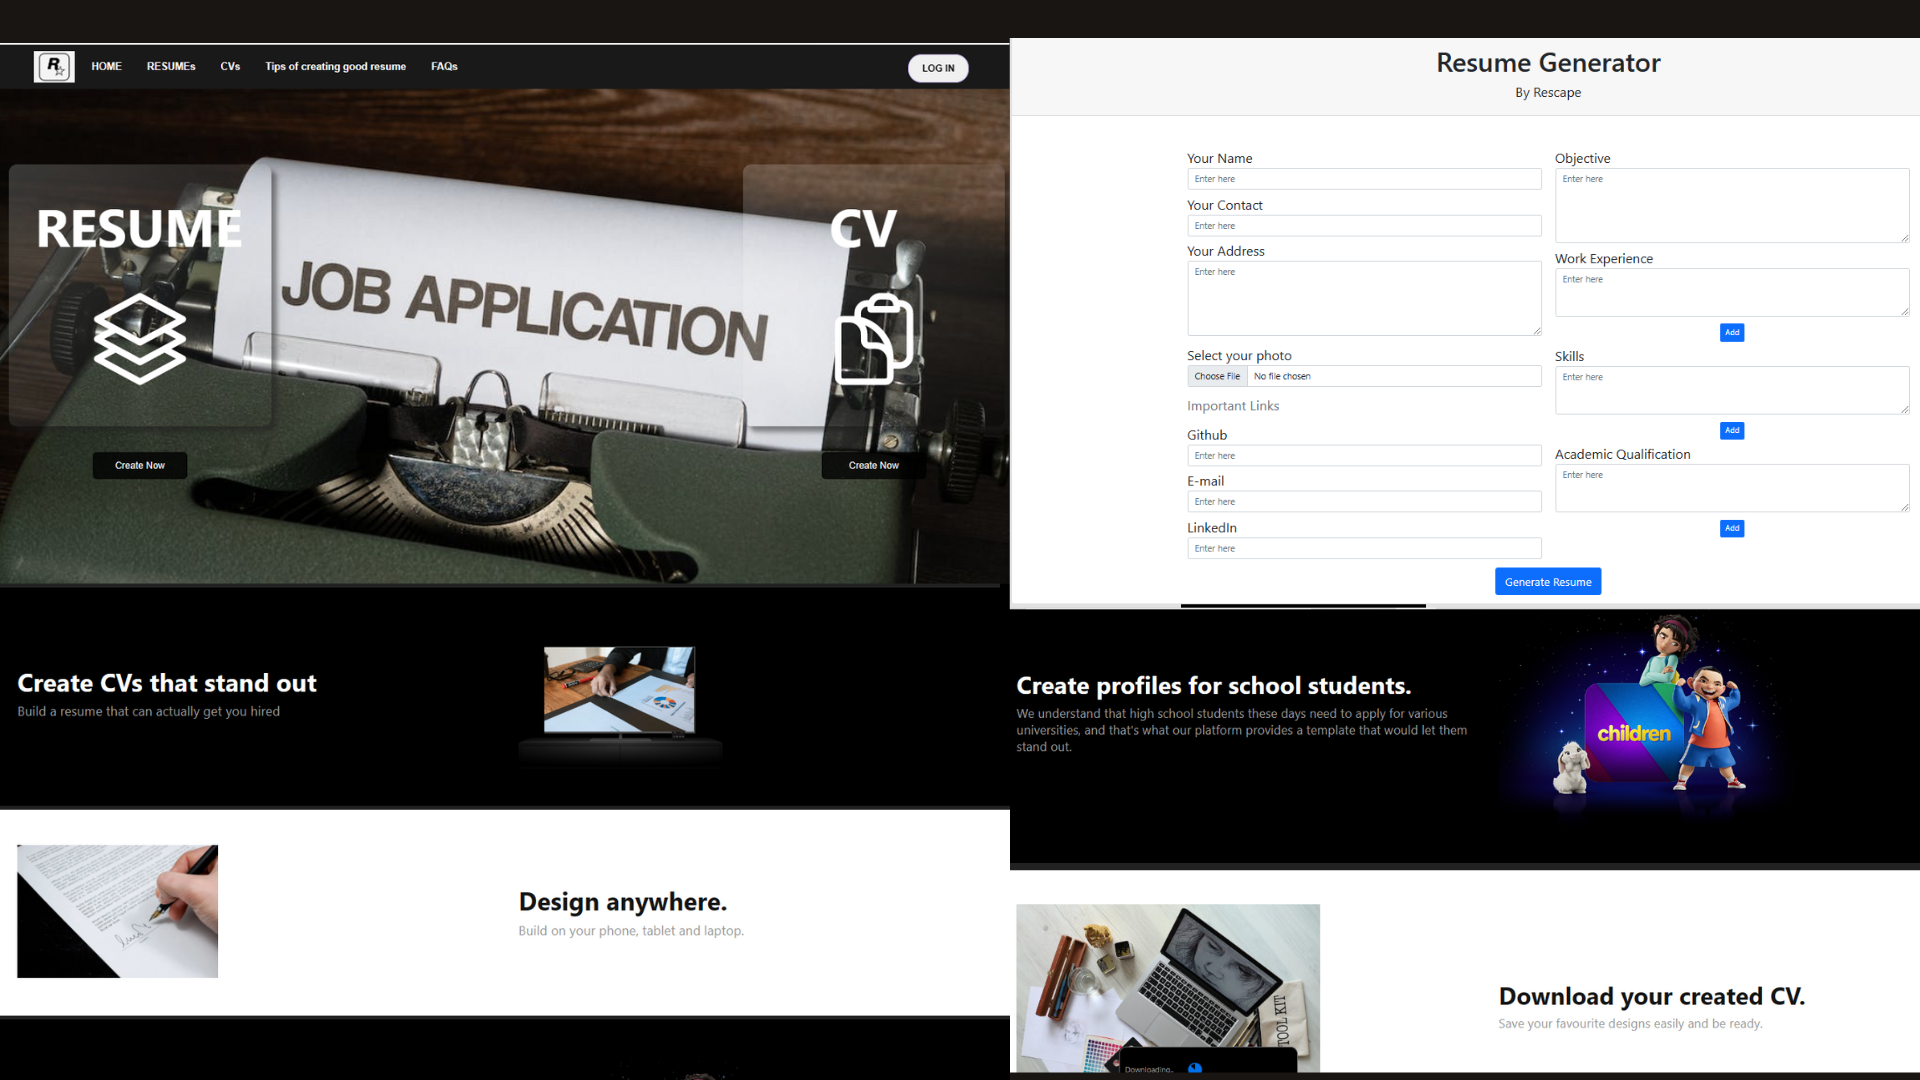 R
HOME
RESUMEs
CVs
Tips of creating good resume
FAQs
LOG IN
RESUME
CV
JOB APPLICATION
Create Now
Create Now
Create CVs that stand out
Build a resume that can actually get you hired
Design anywhere.
Build on your phone, tablet and laptop.
Resume Generator
By Rescape
Your Name
Enter here
Your Contact
Enter here
Your Address
Enter here
Select your photo
Choose File No file chosen
Important Links
Github
Enter here
E-mail
Enter here
LinkedIn
Enter here
Objective
Enter here
Work Experience
Enter here
Add
Skills
Enter here
Add
Academic Qualification
Enter here
Add
Generate Resume
Create profiles for school students.
We understand that high school students these days need to apply for various
universities, and that's what our platform provides a template that would let them
stand out.
children
TOOL KIT
Downloading...
Download your created CV.
Save your favourite designs easily and be ready.